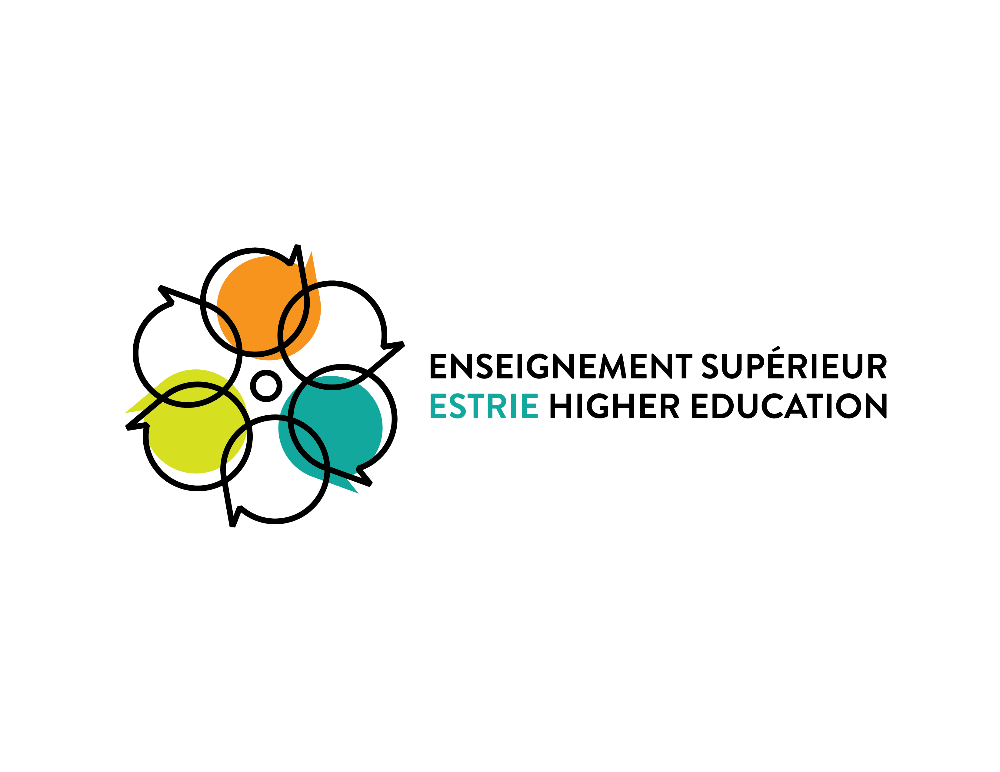 ENSEIGNEMENT SUPÉRIEUR
ESTRIE HIGHER EDUCATION